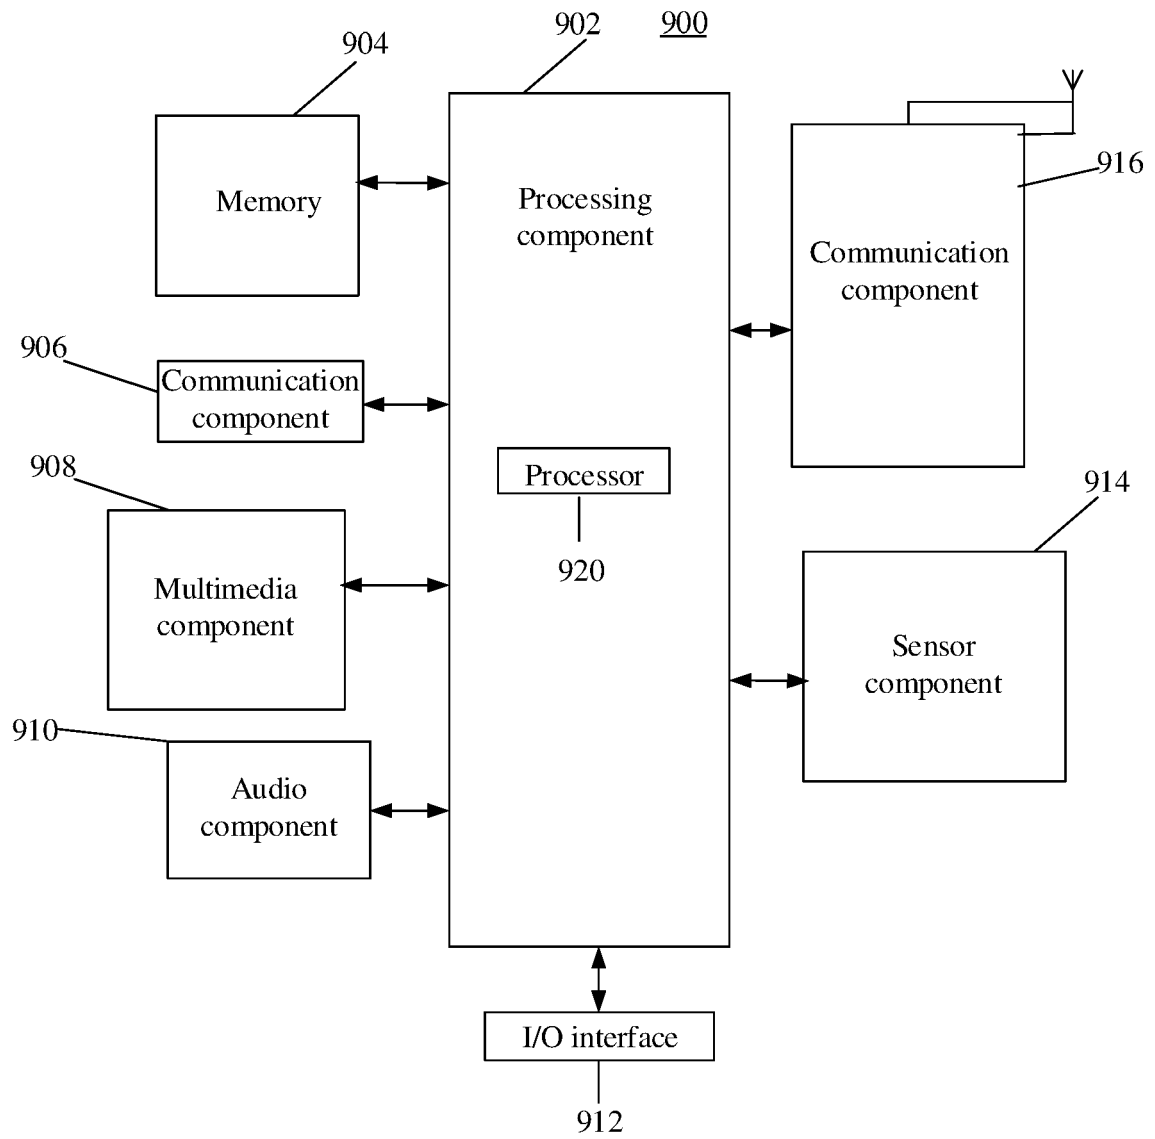 902
900
904
Memory
Processing
component
916
Communication
component
906
Communication
component
908
Processor
920
914
Multimedia
component
Sensor
component
910
Audio
component
I/O interface
912